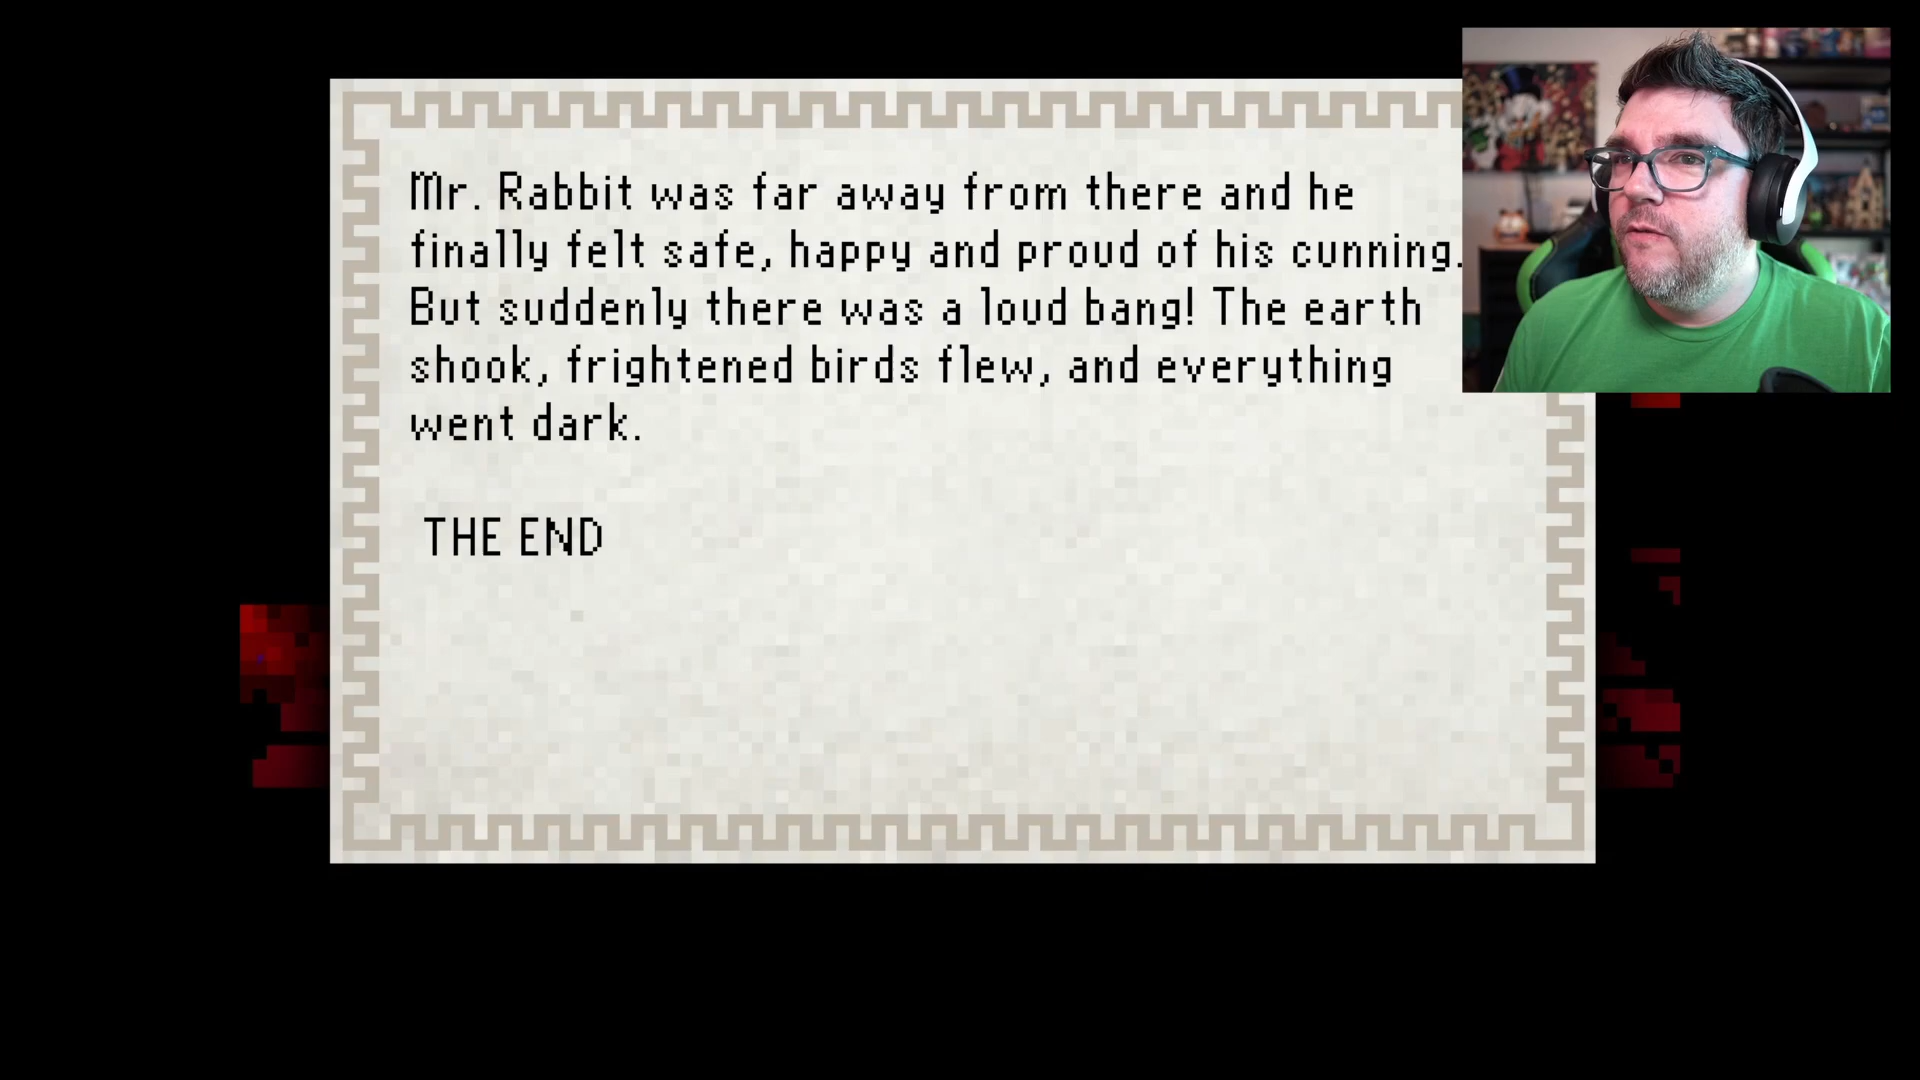 Mr. Rabbit was far away from there and he
finally felt safe, happy and proud of his cunning.
But suddenly there was a loud bang! The earth
shook, frightened birds flew, and everything
went dark.
THE END